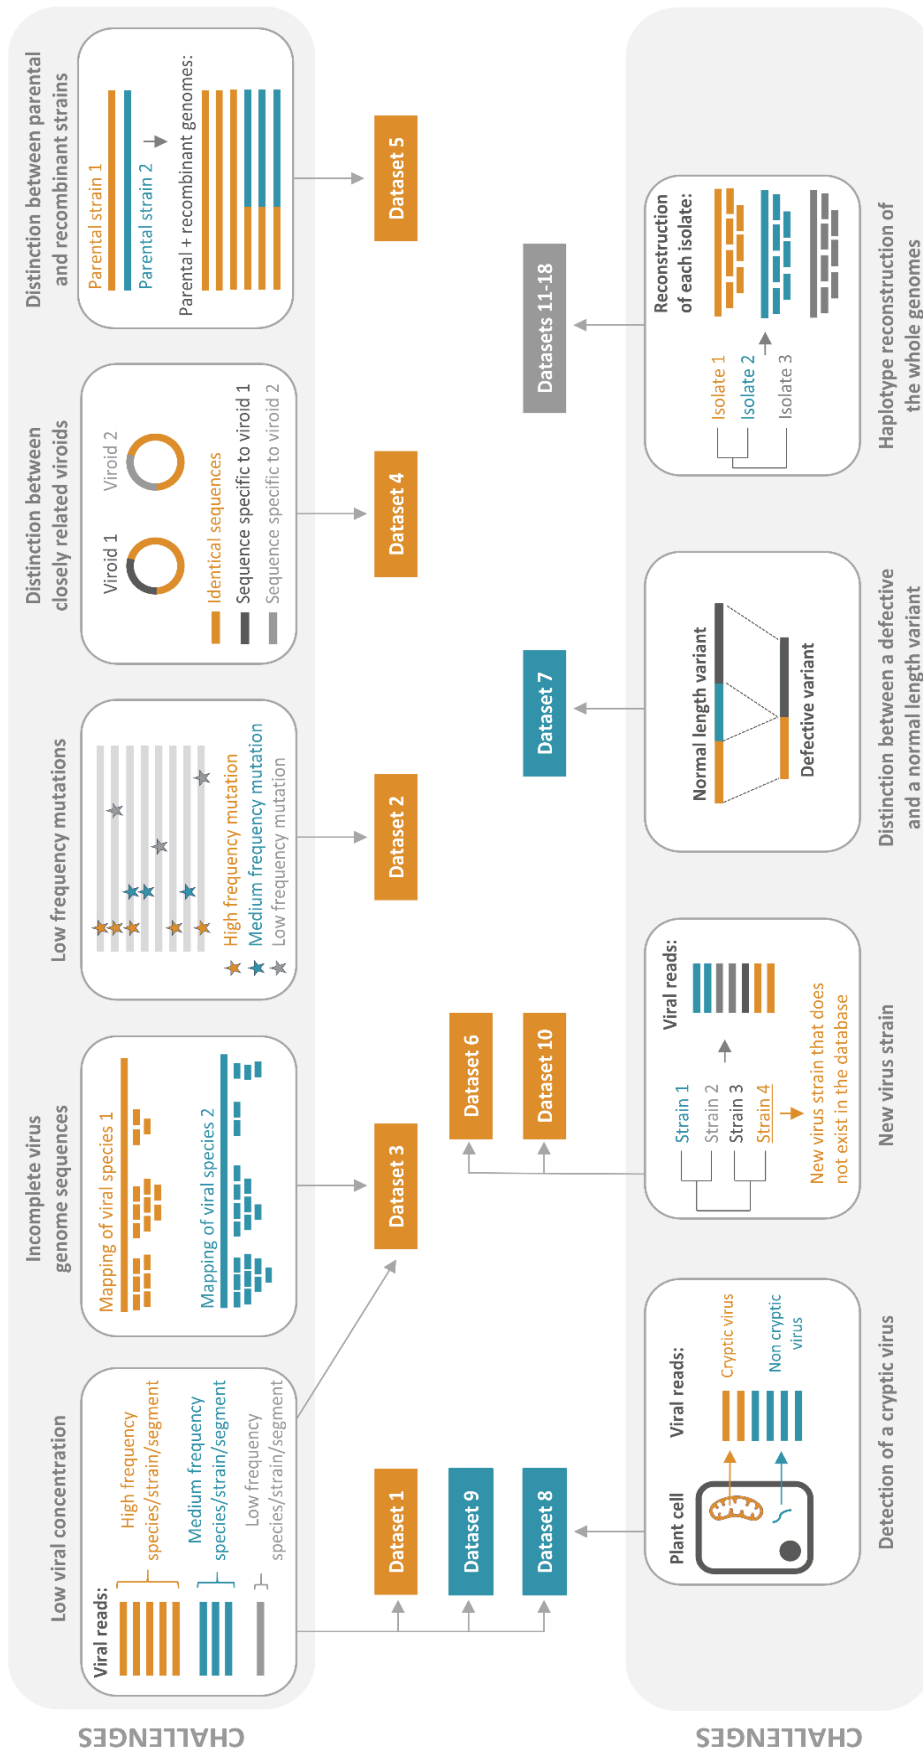 CHALLENGES
Low viral concentration
Viral reads:
High frequency
species/strain/segment
Medium frequency
species/strain/segment
Low frequency
species/strain/segment
Incomplete virus
genome sequences
Mapping of viral species 1
Mapping of viral species 2
Low frequency mutations
High frequency mutation
Medium frequency mutation
Low frequency mutation
Distinction between
closely related viroids
Viroid 1
Viroid 2
Identical sequences
Sequence specific to viroid 1
Sequence specific to viroid 2
Distinction between parental
and recombinant strains
Parental strain 1
Parental strain 2
Parental + recombinant genomes:
Dataset 1
Dataset 9
Dataset 8
Dataset 3
Dataset 6
Dataset 10
Dataset 2
Dataset 7
Dataset 4
Datasets 11-18
Dataset 5
CHALLENGES
Plant cell
Viral reads:
Cryptic virus
Non cryptic
virus
Detection of a cryptic virus
Strain 1
Strain 2
Strain 3
Strain 4
Viral reads:
New virus strain that does
not exist in the database
New virus strain
Normal length variant
Defective variant
Distinction between a defective
and a normal length variant
Isolate 1
Isolate 2
Isolate 3
Reconstruction
of each isolate:
Haplotype reconstruction of
the whole genomes